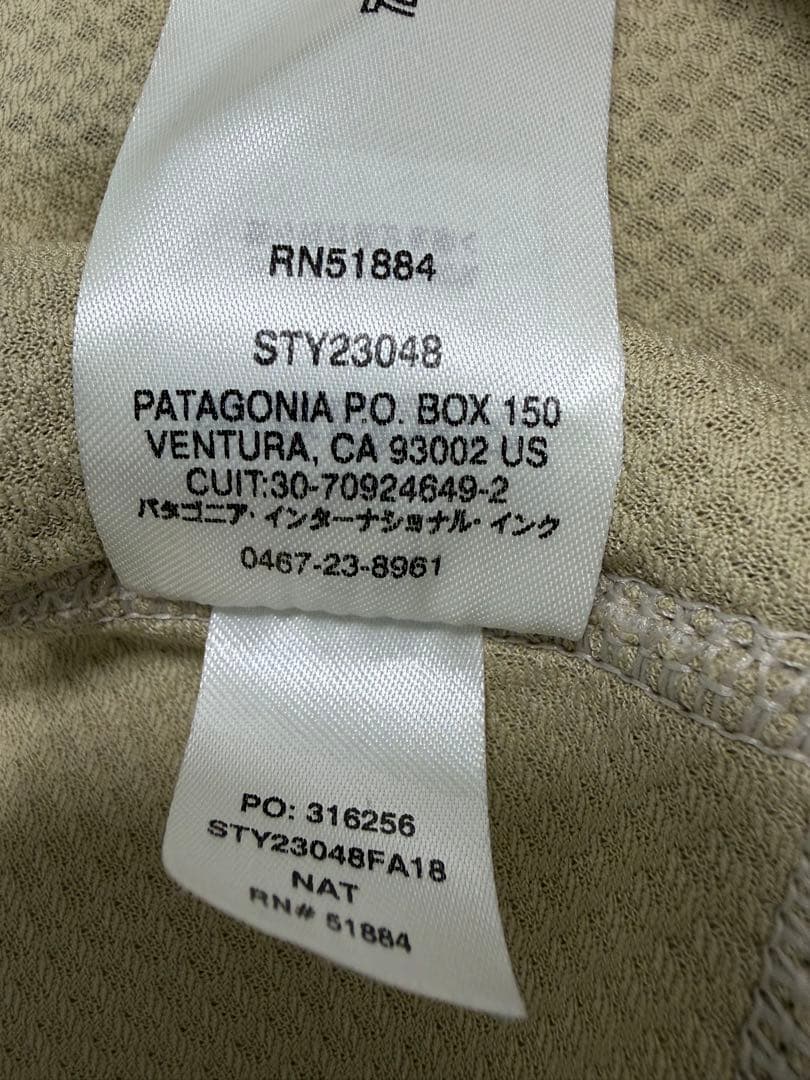 RN51884
STY23048
PATAGONIA P.O. BOX 150
VENTURA, CA 93002 US
CUIT:30-70924649-2
パタゴニア・インターナショナル・インク
0467-23-8961
PO: 316256
STY23048FA18
NAT
RN# 51884